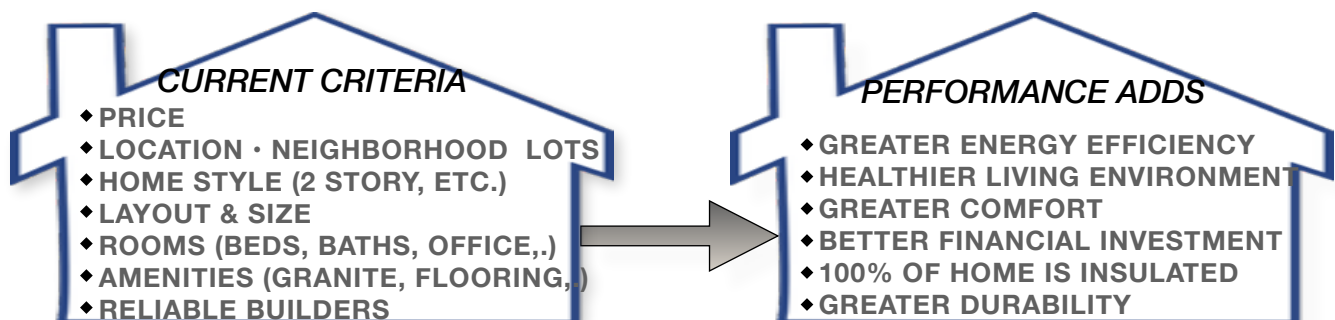 CURRENT CRITERIA
◆ PRICE
◆ LOCATION • NEIGHBORHOOD LOTS
◆ HOME STYLE (2 STORY, ETC.)
◆ LAYOUT & SIZE
◆ ROOMS (BEDS, BATHS, OFFICE,.)
◆ AMENITIES (GRANITE, FLOORING,.)
◆ RELIABLE BUILDERS
PERFORMANCE ADDS
◆ GREATER ENERGY EFFICIENCY
◆ HEALTHIER LIVING ENVIRONMENT
◆ GREATER COMFORT
◆ BETTER FINANCIAL INVESTMENT
◆ 100% OF HOME IS INSULATED
◆ GREATER DURABILITY